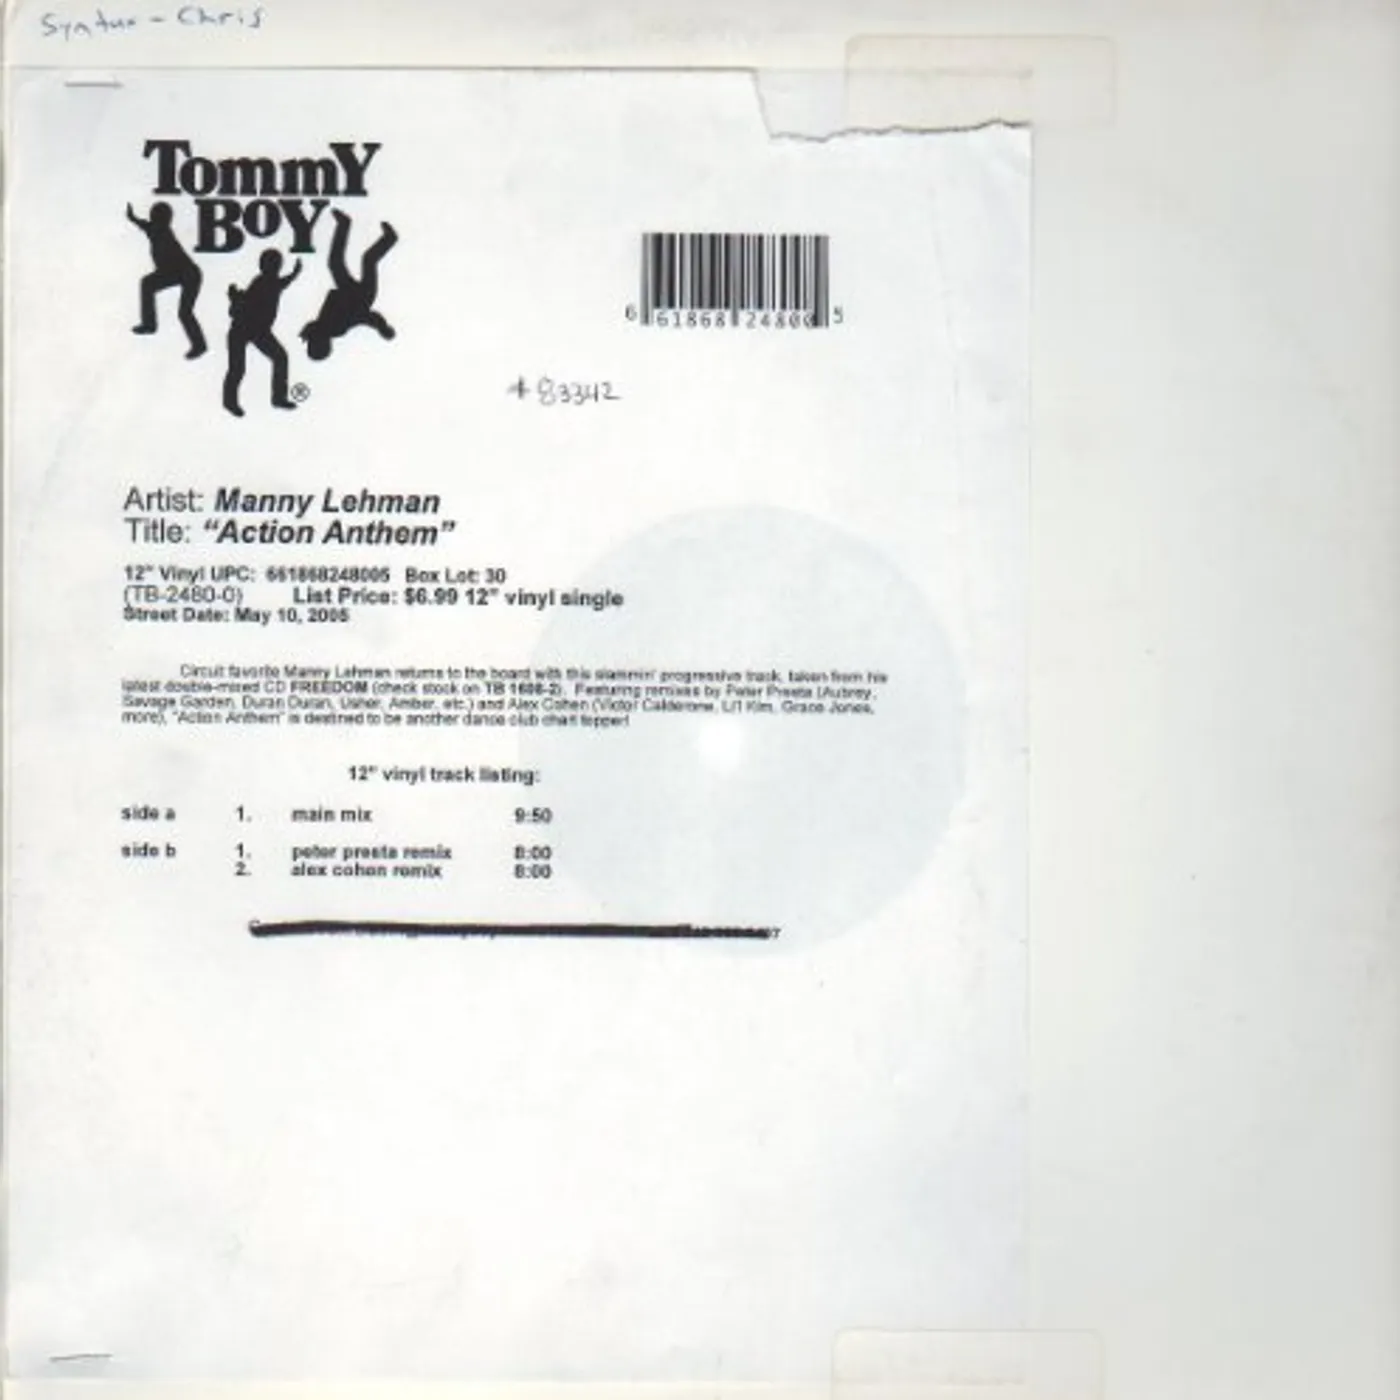 Syntax - Chris
Tommy
Boy
®
6 61868 24800 5
#83342
Artist: Manny Lehman
Title: “Action Anthem”
12" Vinyl UPC: 661868248005 Box Lot: 30
(TB-2480-0) List Price: $6.99 12" vinyl single
Street Date: May 10, 2005
Circuit favorite Manny Lehman returns to the board with this slammin' progressive track, taken from his
latest double-mixed CD FREEDOM (check stock on TB 1608-2). Featuring remixes by Peter Presta (Aubrey,
Savage Garden, Duran Duran, Usher, Amber, etc.) and Alex Cohen (Victor Calderone, Lil' Kim, Grace Jones,
more), "Action Anthem" is destined to be another dance club chart topper!
12" vinyl track listing:
side a 1. main mix 9:50
side b 1. peter presta remix 8:00
2. alex cohen remix 8:00